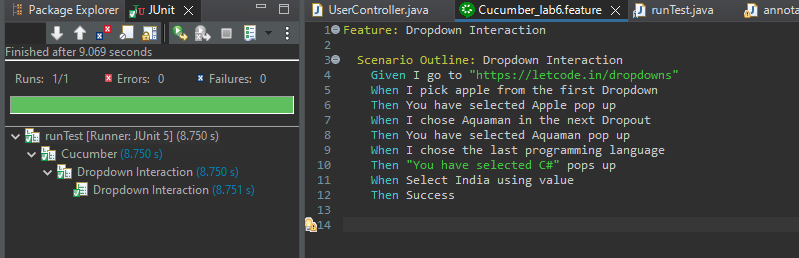 Package Explorer JUnit
Finished after 9.069 seconds
Runs: 1/1 Errors: 0 Failures: 0
runTest [Runner: JUnit 5] (8.750 s)
Cucumber (8.750 s)
Dropdown Interaction (8.750 s)
Dropdown Interaction (8.751 s)
UserController.java Cucumber_lab6.feature runTest.java annota
1 Feature: Dropdown Interaction
2
3 Scenario Outline: Dropdown Interaction
4 Given I go to "https://letcode.in/dropdowns"
5 When I pick apple from the first Dropdown
6 Then You have selected Apple pop up
7 When I chose Aquaman in the next Dropout
8 Then You have selected Aquaman pop up
9 When I chose the last programming language
10 Then "You have selected C#" pops up
11 When Select India using value
12 Then Success
13
14